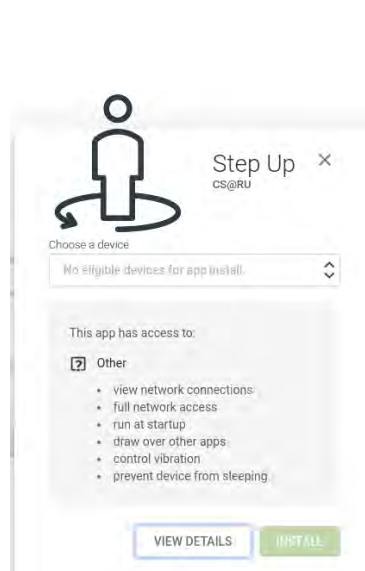 Step Up
CS@RU
Choose a device
No eligible devices for app install.
This app has access to:
Other
• view network connections
• full network access
• run at startup
• draw over other apps
• control vibration
• prevent device from sleeping
VIEW DETAILS
INSTALL